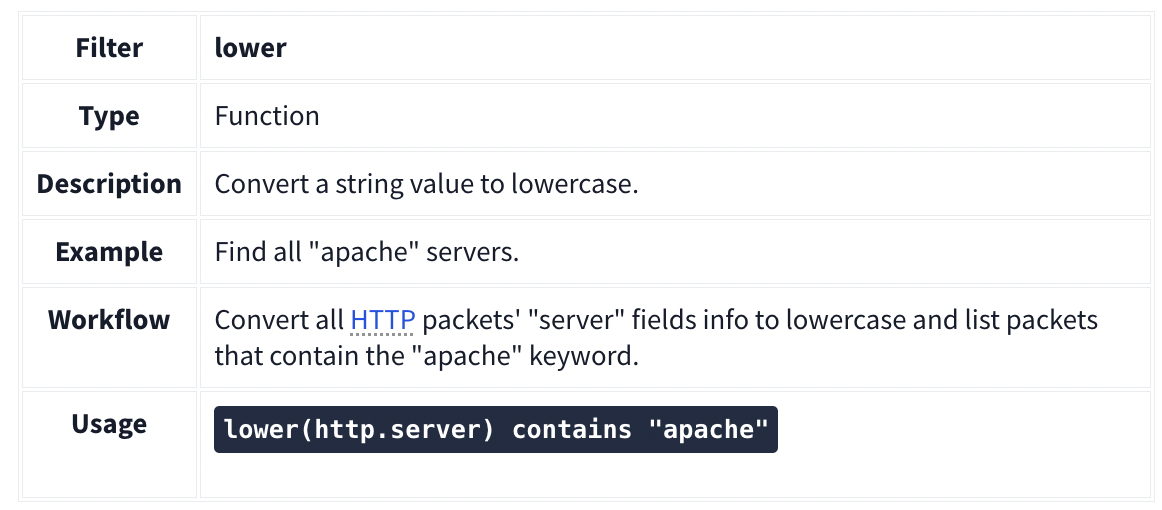 Filter lower
Type Function
Description Convert a string value to lowercase.
Example Find all "apache" servers.
Workflow Convert all HTTP packets' "server" fields info to lowercase and list packets
that contain the "apache" keyword.
Usage lower(http.server) contains "apache"